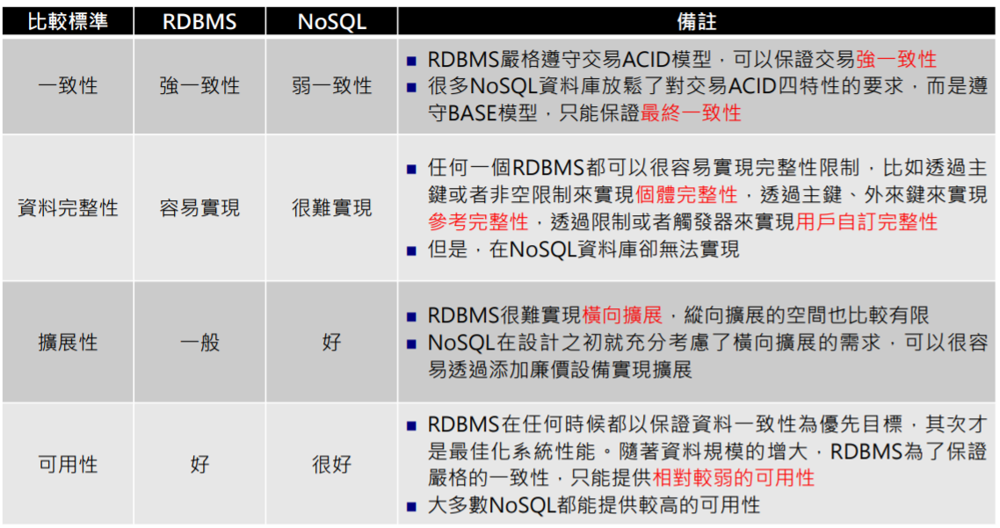 比較標準 RDBMS NoSQL 備註
一致性 強一致性 弱一致性
■ RDBMS嚴格遵守交易ACID模型，可以保證交易強一致性
■ 很多NoSQL資料庫放鬆了對交易ACID四特性的要求，而是遵
守BASE模型，只能保證最終一致性
資料完整性 容易實現 很難實現
■ 任何一個RDBMS都可以很容易實現完整性限制，比如透過主
鍵或者非空限制來實現個體完整性，透過主鍵、外來鍵來實現
參考完整性，透過限制或者觸發器來實現用戶自訂完整性
■ 但是，在NoSQL資料庫卻無法實現
擴展性 一般 好
■ RDBMS很難實現橫向擴展，縱向擴展的空間也比較有限
■ NoSQL在設計之初就充分考慮了橫向擴展的需求，可以很容
易透過添加廉價設備實現擴展
可用性 好 很好
■ RDBMS在任何時候都以保證資料一致性為優先目標，其次才
是最佳化系統性能。隨著資料規模的增大，RDBMS為了保證
嚴格的一致性，只能提供相對較弱的可用性
■ 大多數NoSQL都能提供較高的可用性